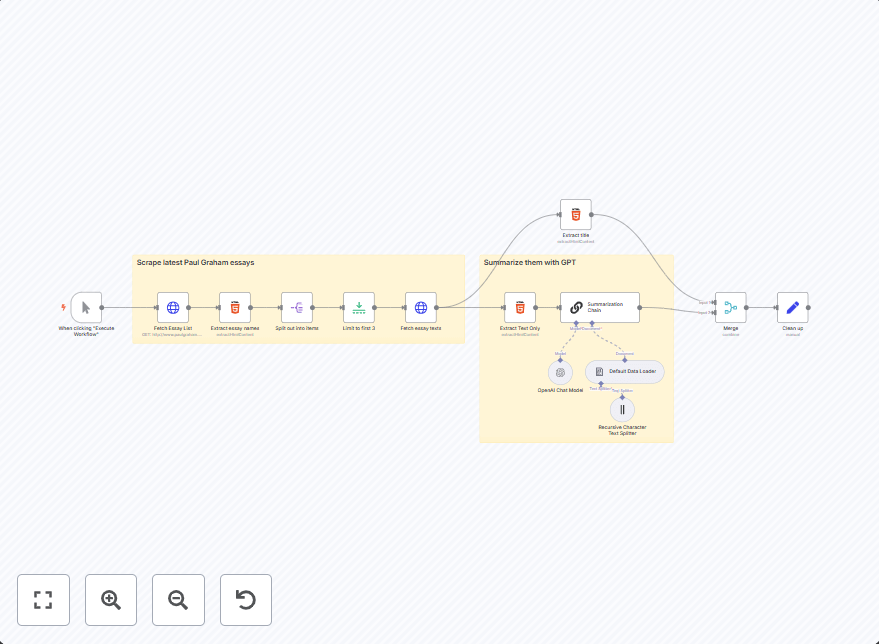 Extract title
extractHtmlContent
Scrape latest Paul Graham essays
Summarize them with GPT
When clicking "Execute
Workflow"
Fetch Essay List
GET: http://www.paulgraham....
Extract essay names
extractHtmlContent
Split out into items
Limit to first 3
Fetch essay texts
Extract Text Only
extractHtmlContent
Summarization
Chain
Model
Document
Input 1
Input 2
Merge
combine
Clean up
manual
Model
OpenAI Chat Model
Document
Default Data Loader
Text Splitter
Text Splitter
Recursive Character
Text Splitter